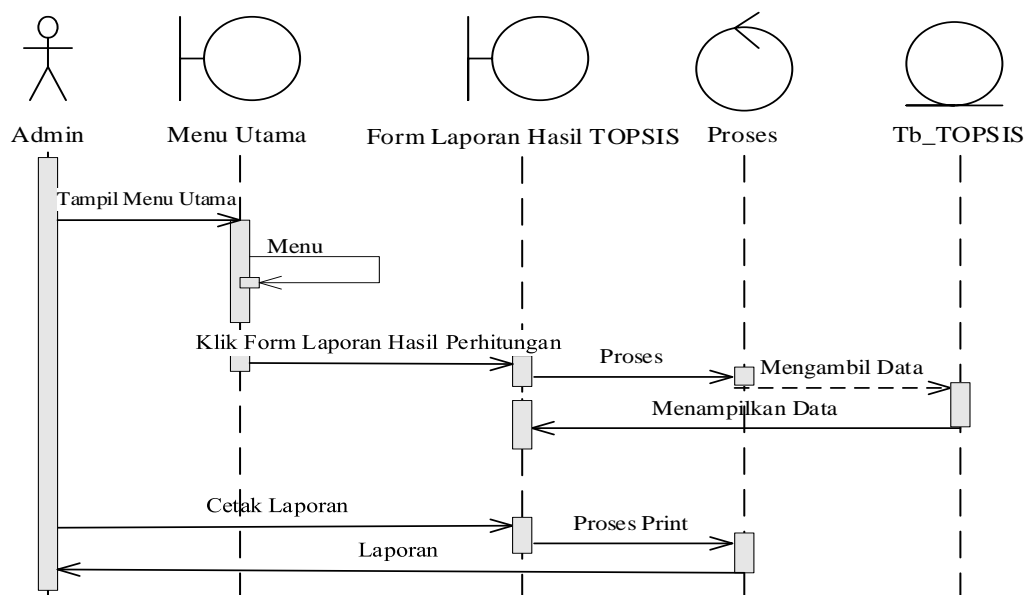 Admin
Menu Utama
Form Laporan Hasil TOPSIS
Proses
Tb_TOPSIS
Tampil Menu Utama
Menu
Klik Form Laporan Hasil Perhitungan
Proses
Mengambil Data
Menampilkan Data
Cetak Laporan
Proses Print
Laporan